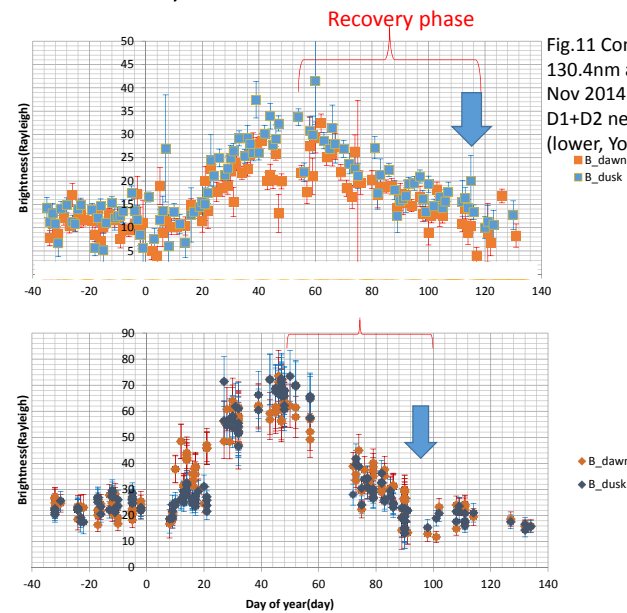 Recovery phase
Fig.11 Con
130.4nm a
Nov 2014
D1+D2 ne
(lower, Yo
B_dawn
B_dusk
Brightness(Rayleigh)
50
45
40
35
30
25
20
15
10
5
-40 -20 0 20 40 60 80 100 120 140
Brightness(Rayleigh)
90
80
70
60
50
40
30
20
10
0
B_dawn
B_dusk
-40 -20 0 20 40 60 80 100 120 140
Day of year(day)